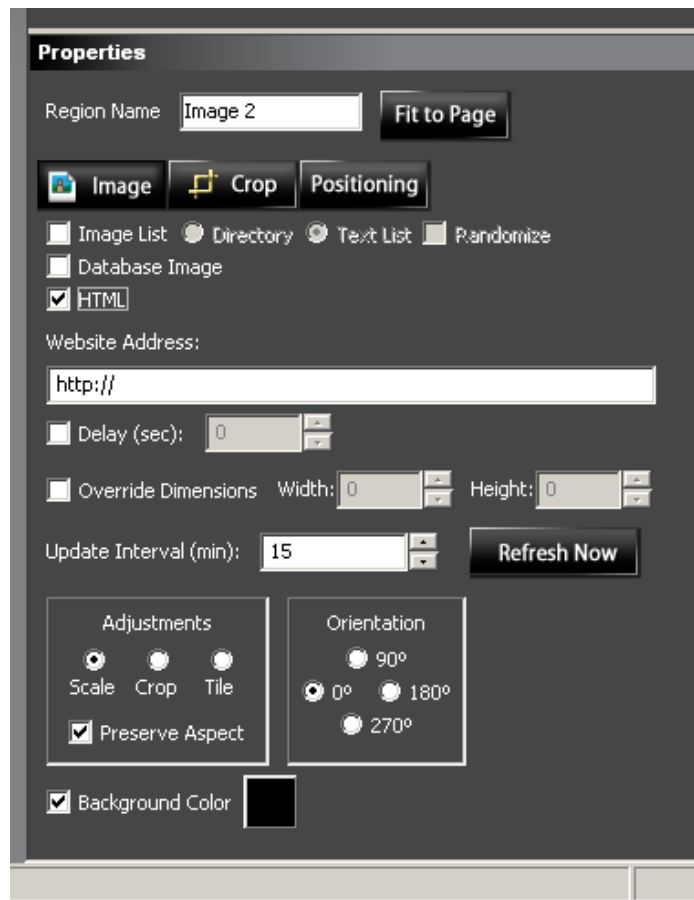 Properties
Region Name Image 2 Fit to Page
Image Crop Positioning
Image List Directory Text List Randomize
Database Image
HTML
Website Address:
http://
Delay (sec): 0
Override Dimensions Width: 0 Height: 0
Update Interval (min): 15 Refresh Now
Adjustments
Scale Crop Tile
Preserve Aspect
Orientation
90º
0º 180º
270º
Background Color